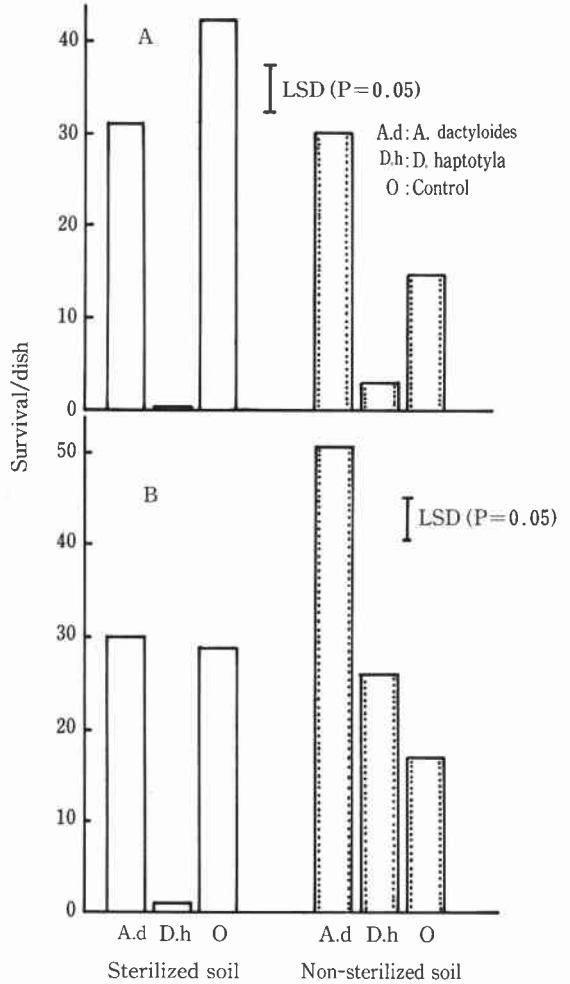 Survival/dish
40
30
20
10
0
A
LSD (P=0.05)
A.d : A. dactyloides
D.h : D. haptotyla
O : Control
50
40
30
20
10
0
B
LSD (P=0.05)
A.d D.h O A.d D.h O
Sterilized soil Non-sterilized soil